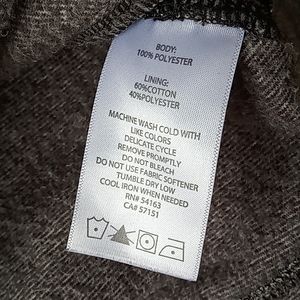 BODY:
100% POLYESTER
LINING:
60%COTTON
40%POLYESTER
MACHINE WASH COLD WITH
LIKE COLORS
DELICATE CYCLE
REMOVE PROMPTLY
DO NOT BLEACH
DO NOT USE FABRIC SOFTENER
TUMBLE DRY LOW
COOL IRON WHEN NEEDED
RN# 54163
CA# 57151